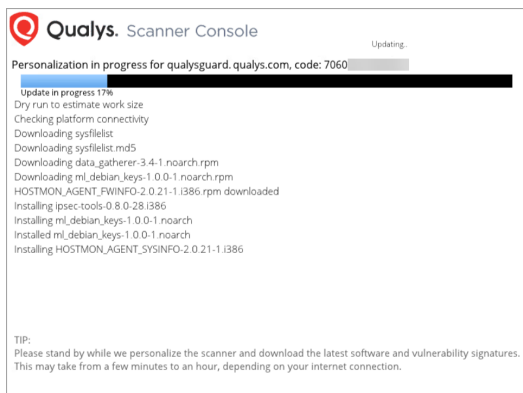 Qualys. Scanner Console
Updating..
Personalization in progress for qualysguard.qualys.com, code: 7060
Update in progress 17%
Dry run to estimate work size
Checking platform connectivity
Downloading sysfilelist
Downloading sysfilelist.md5
Downloading data_gatherer-3.4-1.noarch.rpm
Downloading ml_debian_keys-1.0.0-1.noarch.rpm
HOSTMON_AGENT_FWINFO-2.0.21-1.i386.rpm downloaded
Installing ipsec-tools-0.8.0-28.i386
Installing ml_debian_keys-1.0.0-1.noarch
Installed ml_debian_keys-1.0.0-1.noarch
Installing HOSTMON_AGENT_SYSINFO-2.0.21-1.i386
TIP:
Please stand by while we personalize the scanner and download the latest software and vulnerability signatures.
This may take from a few minutes to an hour, depending on your internet connection.